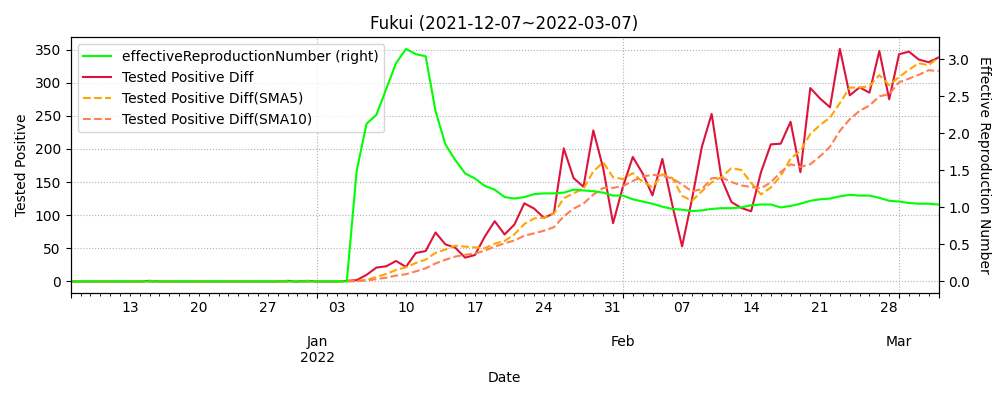 Fukui (2021-12-07~2022-03-07)
effectiveReproductionNumber (right)
Tested Positive Diff
Tested Positive Diff(SMA5)
Tested Positive Diff(SMA10)
Tested Positive
350
300
250
200
150
100
50
0
3.0
2.5
2.0
1.5
1.0
0.5
0.0
Effective Reproduction Number
13 20 27 03 10 17 24 31 07 14 21 28
Jan Feb Mar
2022
Date